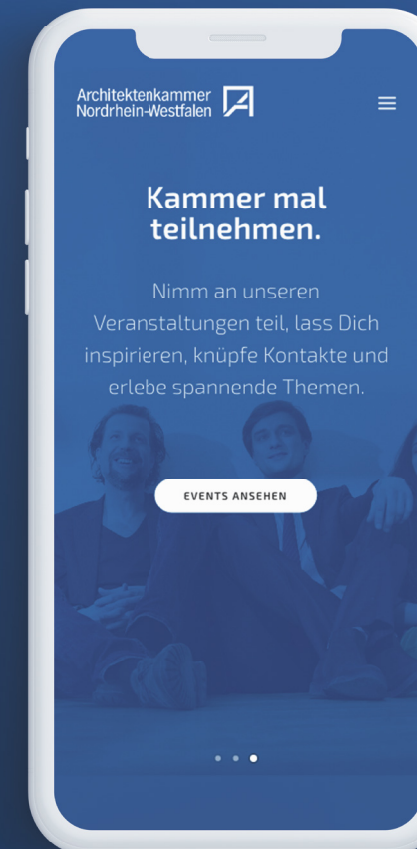 Architektenkammer
Nordrhein-Westfalen
Kammer mal
teilnehmen.
Nimm an unseren
Veranstaltungen teil, lass Dich
inspirieren, knüpfe Kontakte und
erlebe spannende Themen.
EVENTS ANSEHEN